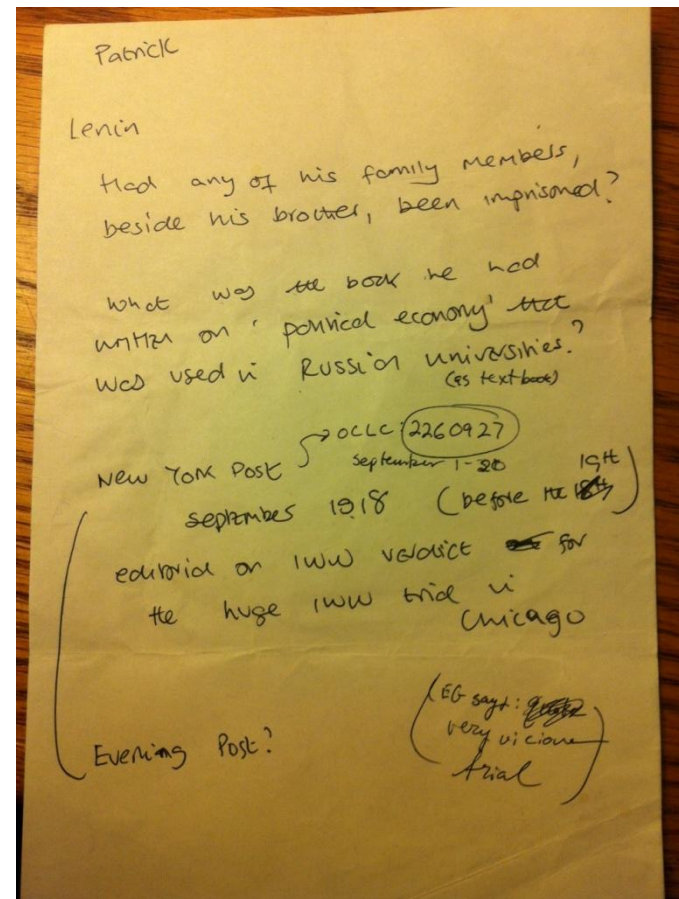 Patrick
Lenin
Had any of his family members,
beside his brother, been imprisoned?
What was the book he had
written on 'political economy' that
was used in Russian universities?
(as textbook)
OCLC: 2260927
New York Post September 1-20
September 1918 (before the 19th)
editorial on IWW verdict for
the huge IWW trial in
Chicago
(EG says:
very vicious
trial)
Evening Post?